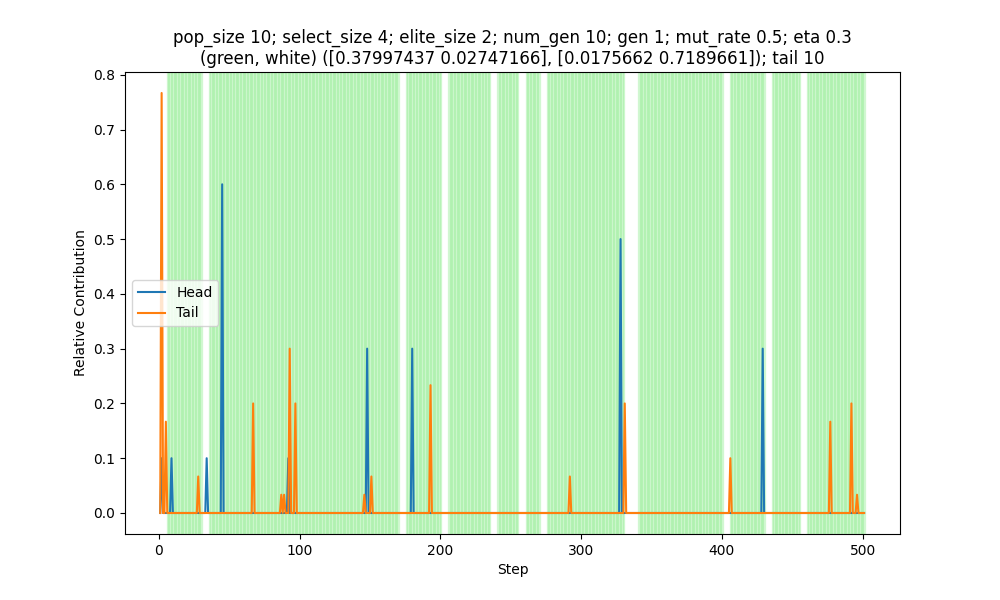 pop_size 10; select_size 4; elite_size 2; num_gen 10; gen 1; mut_rate 0.5; eta 0.3
(green, white) ([0.37997437 0.02747166], [0.0175662 0.7189661]); tail 10
0.8
0.7
0.6
0.5
0.4
0.3
0.2
0.1
0.0
Relative Contribution
Head
Tail
0 100 200 300 400 500
Step